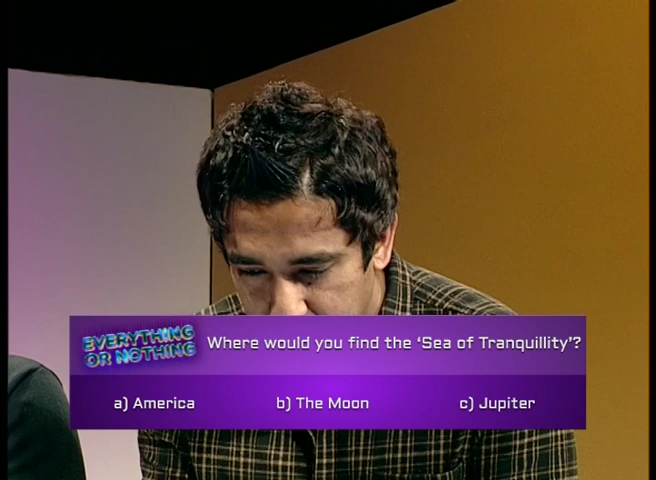 EVERYTHING
OR NOTHING
Where would you find the ‘Sea of Tranquillity’?
a) America
b) The Moon
c) Jupiter